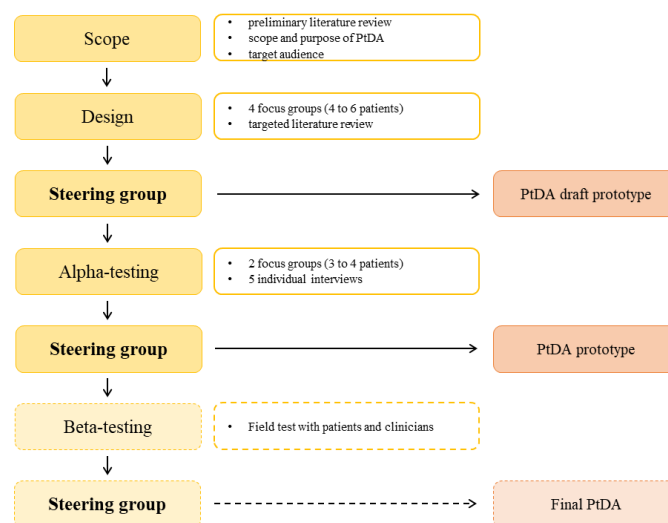 Scope
• preliminary literature review
• scope and purpose of PtDA
• target audience
Design
• 4 focus groups (4 to 6 patients)
• targeted literature review
Steering group
PtDA draft prototype
Alpha-testing
• 2 focus groups (3 to 4 patients)
• 5 individual interviews
Steering group
PtDA prototype
Beta-testing
• Field test with patients and clinicians
Steering group
Final PtDA